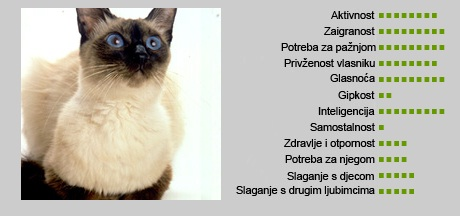 Aktivnost
Zaigranost
Potreba za pažnjom
Privženost vlasniku
Glasnoća
Gipkost
Inteligencija
Samostalnost
Zdravlje i otpornost
Potreba za njegom
Slaganje s djecom
Slaganje s drugim ljubimcima